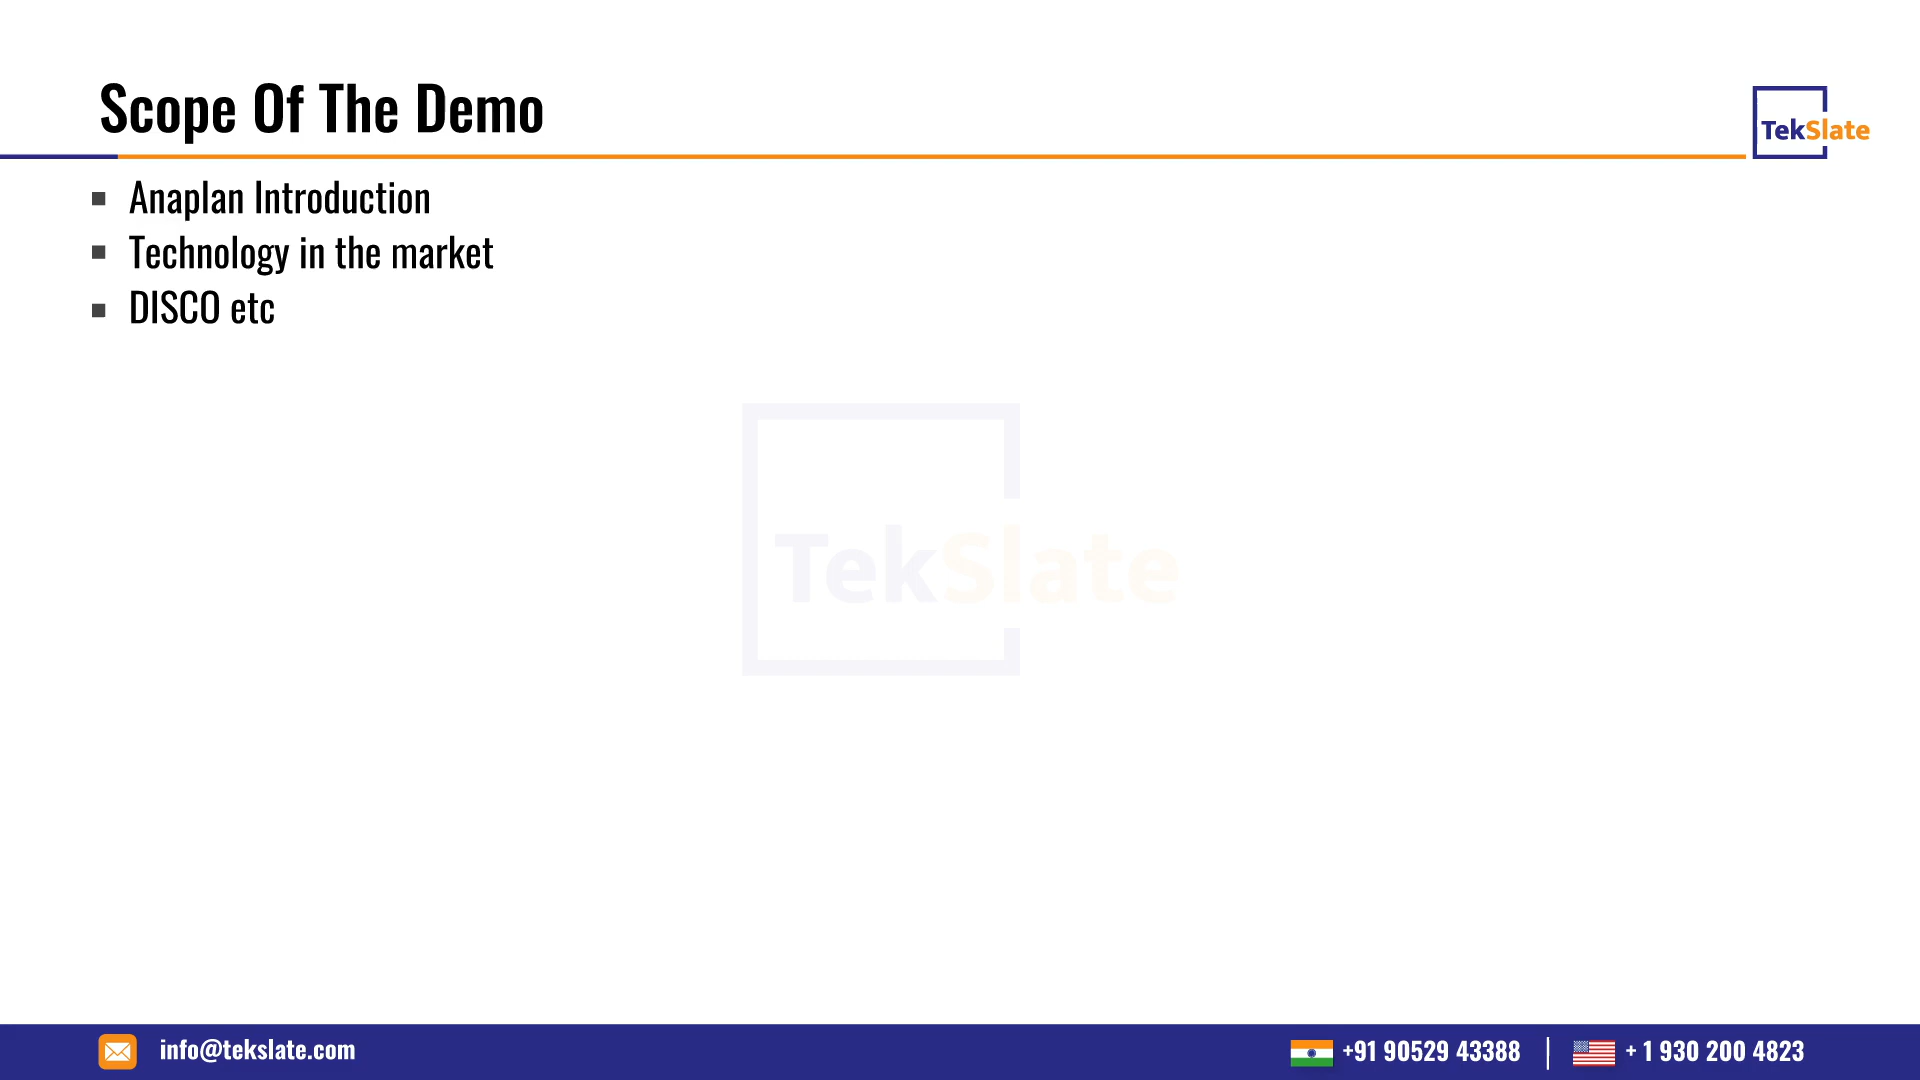 Scope Of The Demo
TekSlate
Anaplan Introduction
Technology in the market
DISCO etc
TekSlate
info@tekslate.com
+91 90529 43388
+ 1 930 200 4823